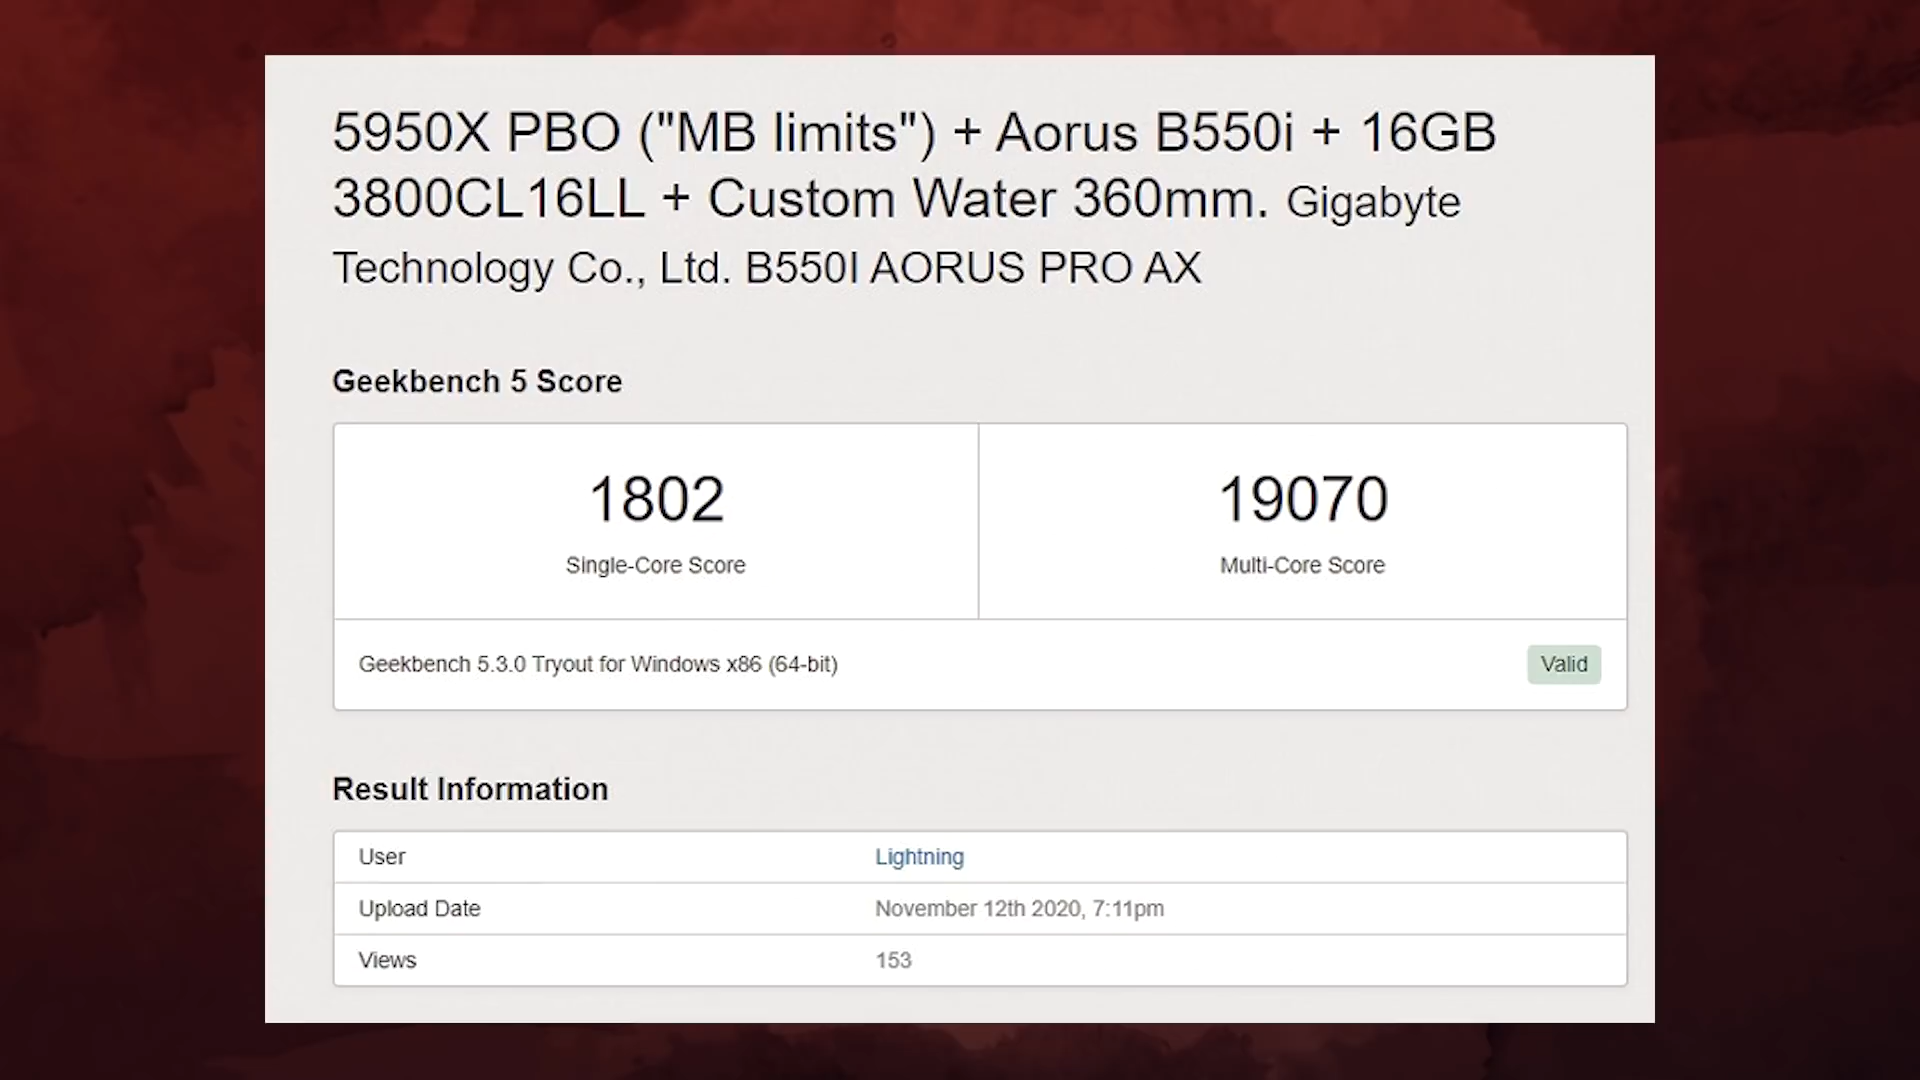 5950X PBO ("MB limits") + Aorus B550i + 16GB
3800CL16LL + Custom Water 360mm. Gigabyte
Technology Co., Ltd. B550I AORUS PRO AX
Geekbench 5 Score
1802
Single-Core Score
19070
Multi-Core Score
Geekbench 5.3.0 Tryout for Windows x86 (64-bit)
Valid
Result Information
User Lightning
Upload Date November 12th 2020, 7:11pm
Views 153